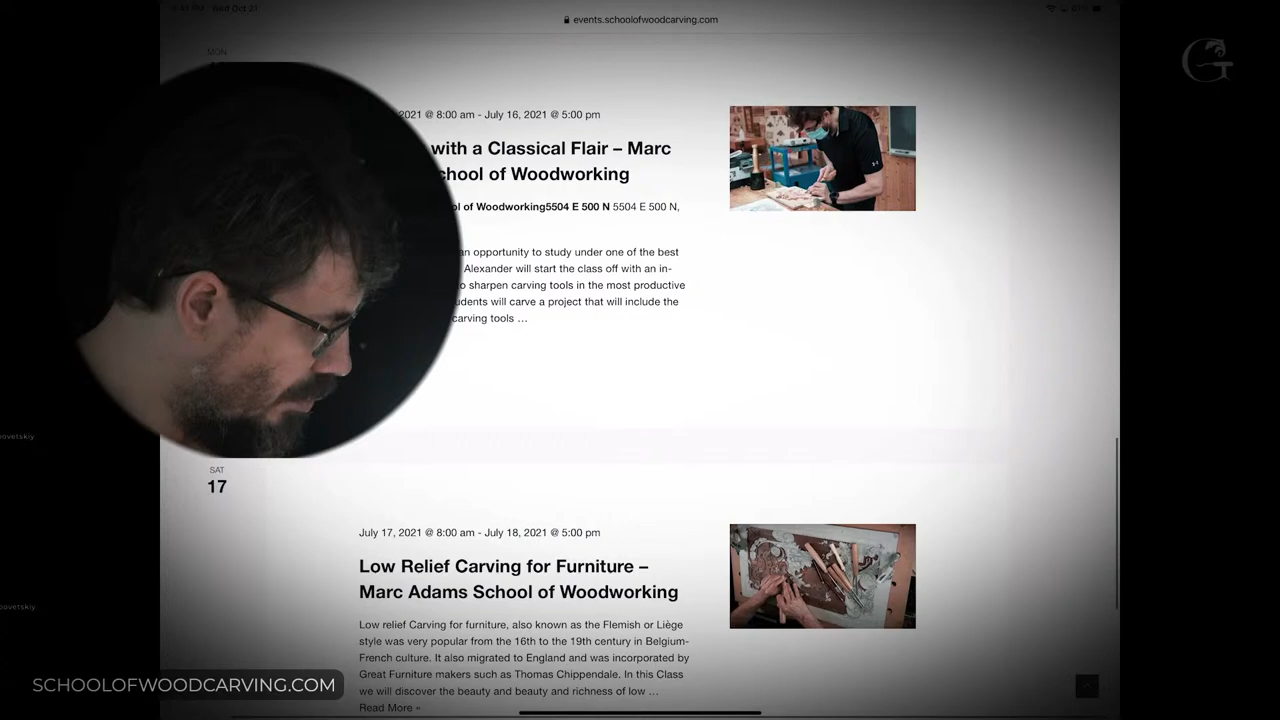 Wed Oct 21
events.schoolofwoodcarving.com
MON
2021 @ 8:00 am - July 16, 2021 @ 5:00 pm
with a Classical Flair – Marc
chool of Woodworking
ol of Woodworking5504 E 500 N 5504 E 500 N,
an opportunity to study under one of the best
Alexander will start the class off with an in-
to sharpen carving tools in the most productive
udents will carve a project that will include the
carving tools …
ovetskiy
SAT
17
July 17, 2021 @ 8:00 am - July 18, 2021 @ 5:00 pm
Low Relief Carving for Furniture –
Marc Adams School of Woodworking
ovetskiy
Low relief Carving for furniture, also known as the Flemish or Liège
style was very popular from the 16th to the 19th century in Belgium-
French culture. It also migrated to England and was incorporated by
Great Furniture makers such as Thomas Chippendale. In this Class
we will discover the beauty and beauty and richness of low …
Read More »
SCHOOLOFWOODCARVING.COM
G